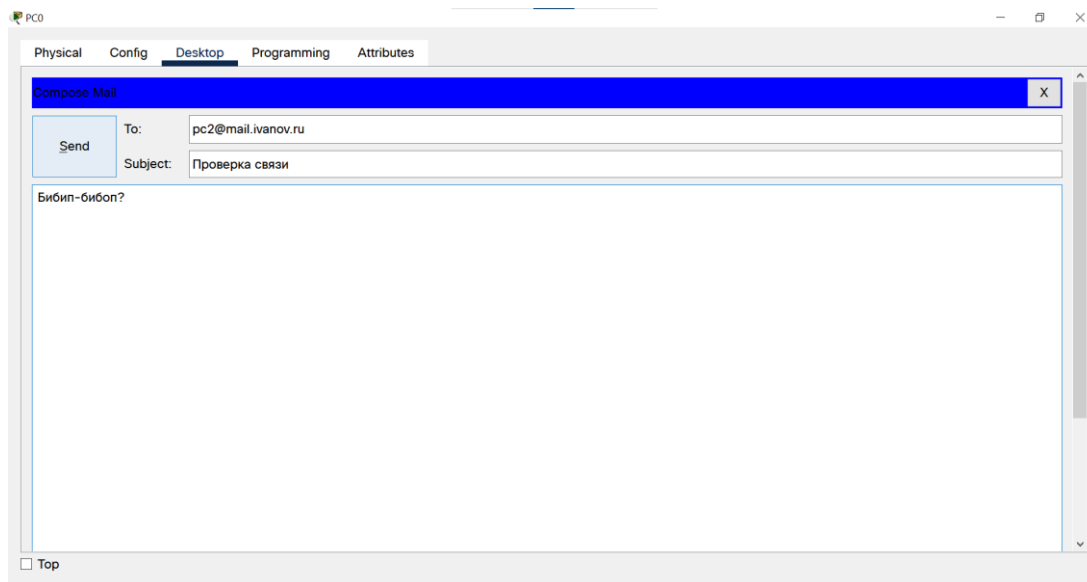 PC0
Physical Config Desktop Programming Attributes
Compose Mail
X
Send
To: pc2@mail.ivanov.ru
Subject: Проверка связи
Бибип-бибоп?
Top